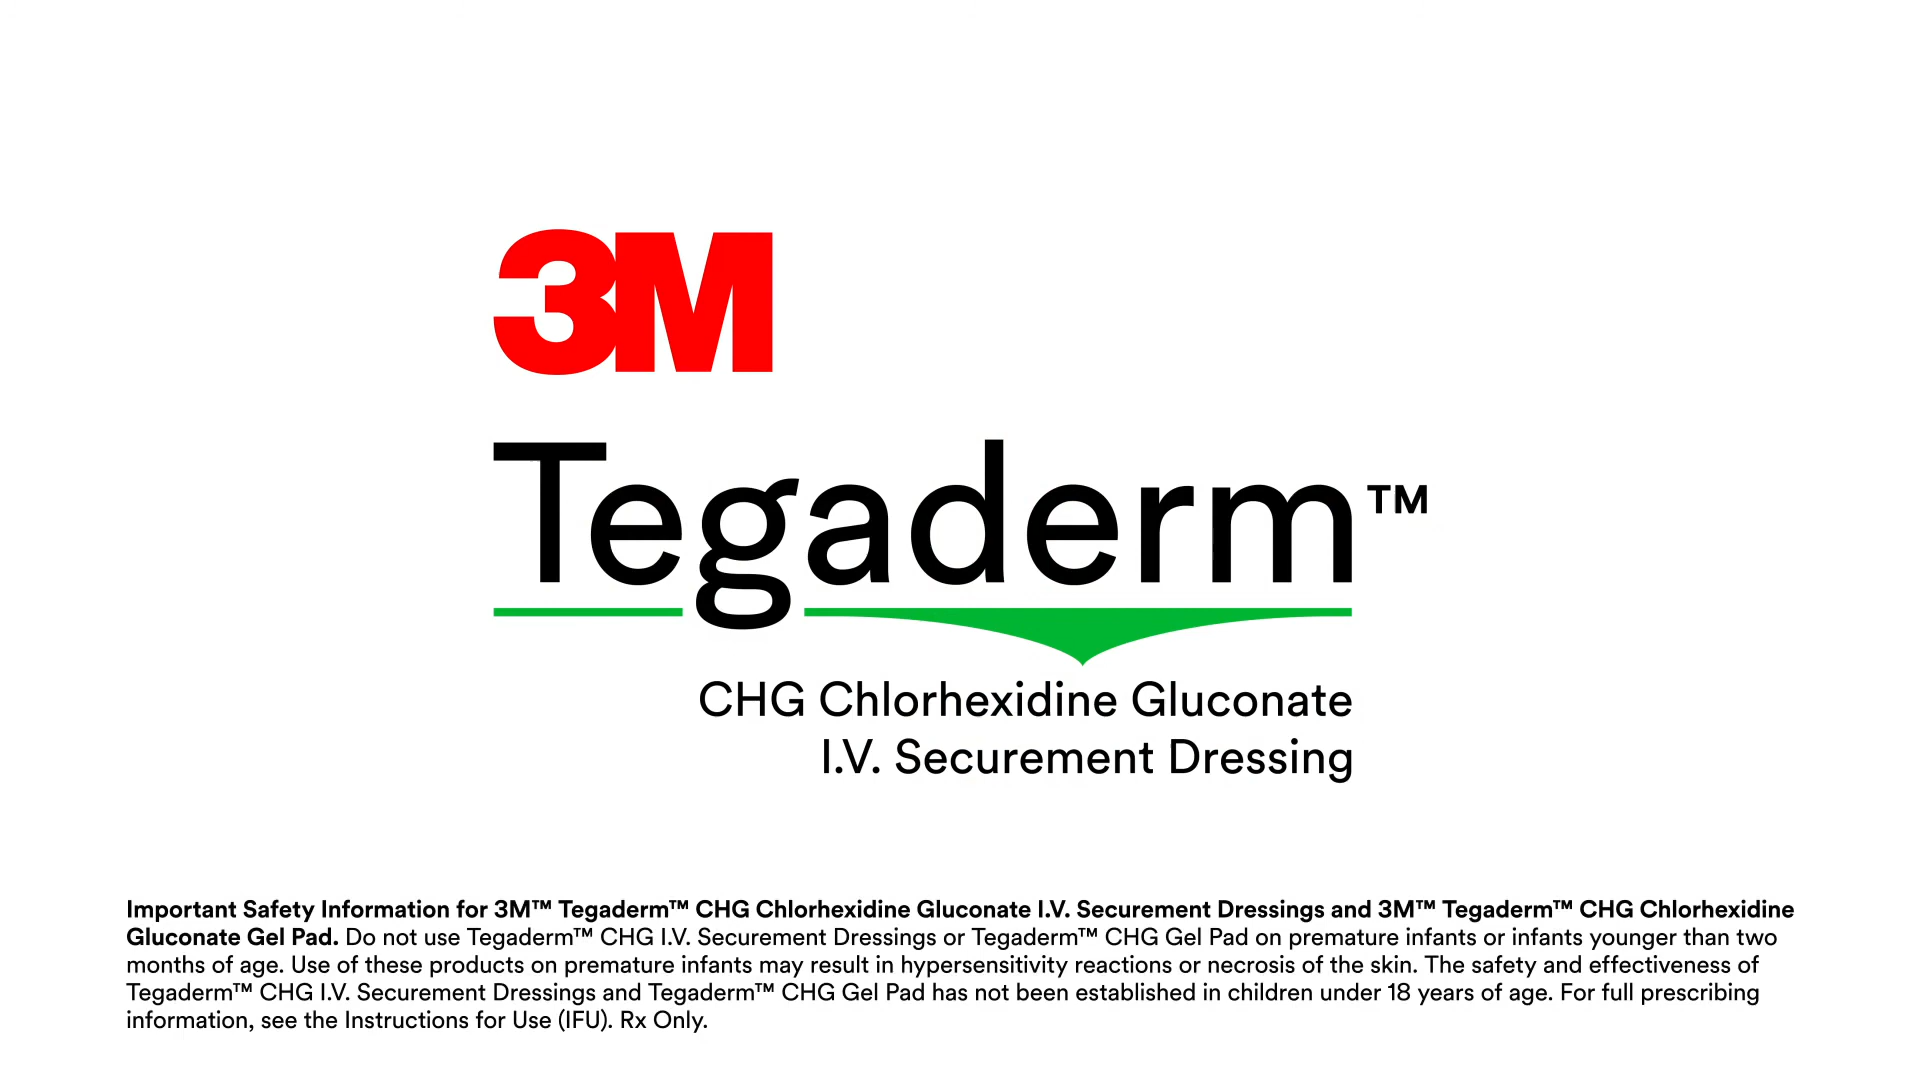 3M
Tegaderm™
CHG Chlorhexidine Gluconate
I.V. Securement Dressing
Important Safety Information for 3M™ Tegaderm™ CHG Chlorhexidine Gluconate I.V. Securement Dressings and 3M™ Tegaderm™ CHG Chlorhexidine
Gluconate Gel Pad. Do not use Tegaderm™ CHG I.V. Securement Dressings or Tegaderm™ CHG Gel Pad on premature infants or infants younger than two
months of age. Use of these products on premature infants may result in hypersensitivity reactions or necrosis of the skin. The safety and effectiveness of
Tegaderm™ CHG I.V. Securement Dressings and Tegaderm™ CHG Gel Pad has not been established in children under 18 years of age. For full prescribing
information, see the Instructions for Use (IFU). Rx Only.